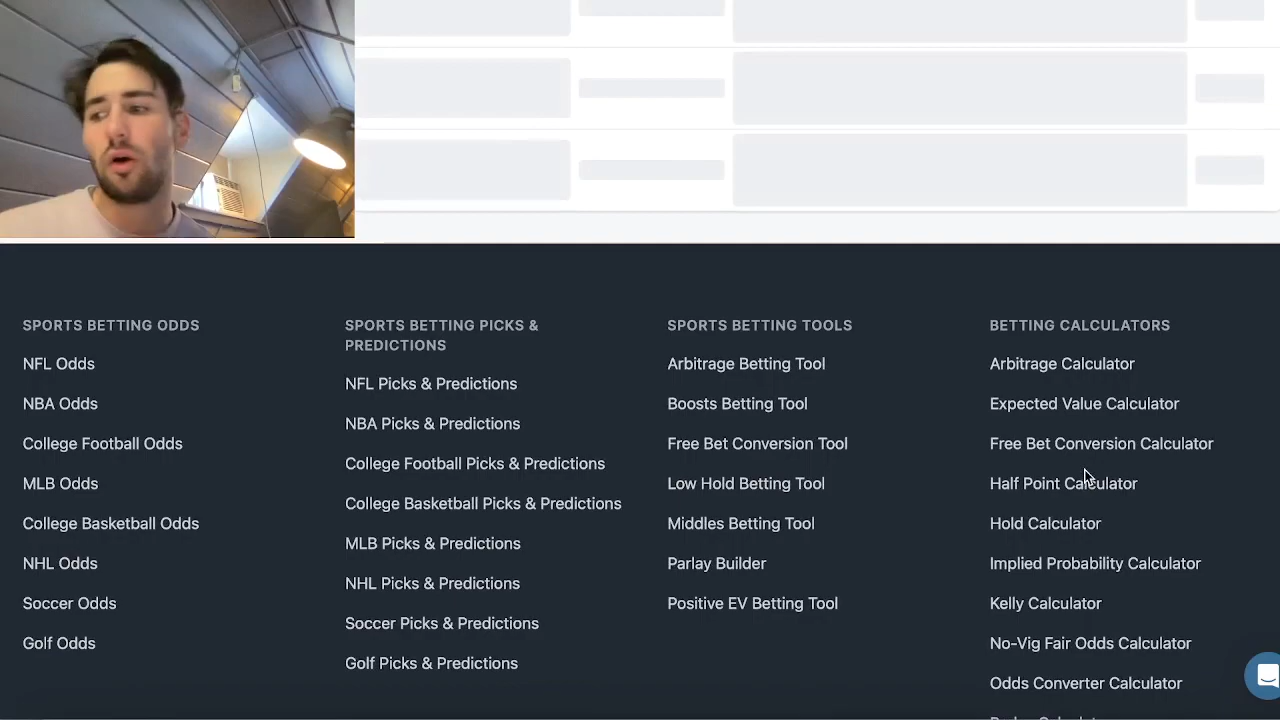 SPORTS BETTING ODDS
NFL Odds
NBA Odds
College Football Odds
MLB Odds
College Basketball Odds
NHL Odds
Soccer Odds
Golf Odds
SPORTS BETTING PICKS &
PREDICTIONS
NFL Picks & Predictions
NBA Picks & Predictions
College Football Picks & Predictions
College Basketball Picks & Predictions
MLB Picks & Predictions
NHL Picks & Predictions
Soccer Picks & Predictions
Golf Picks & Predictions
SPORTS BETTING TOOLS
Arbitrage Betting Tool
Boosts Betting Tool
Free Bet Conversion Tool
Low Hold Betting Tool
Middles Betting Tool
Parlay Builder
Positive EV Betting Tool
BETTING CALCULATORS
Arbitrage Calculator
Expected Value Calculator
Free Bet Conversion Calculator
Half Point Calculator
Hold Calculator
Implied Probability Calculator
Kelly Calculator
No-Vig Fair Odds Calculator
Odds Converter Calculator